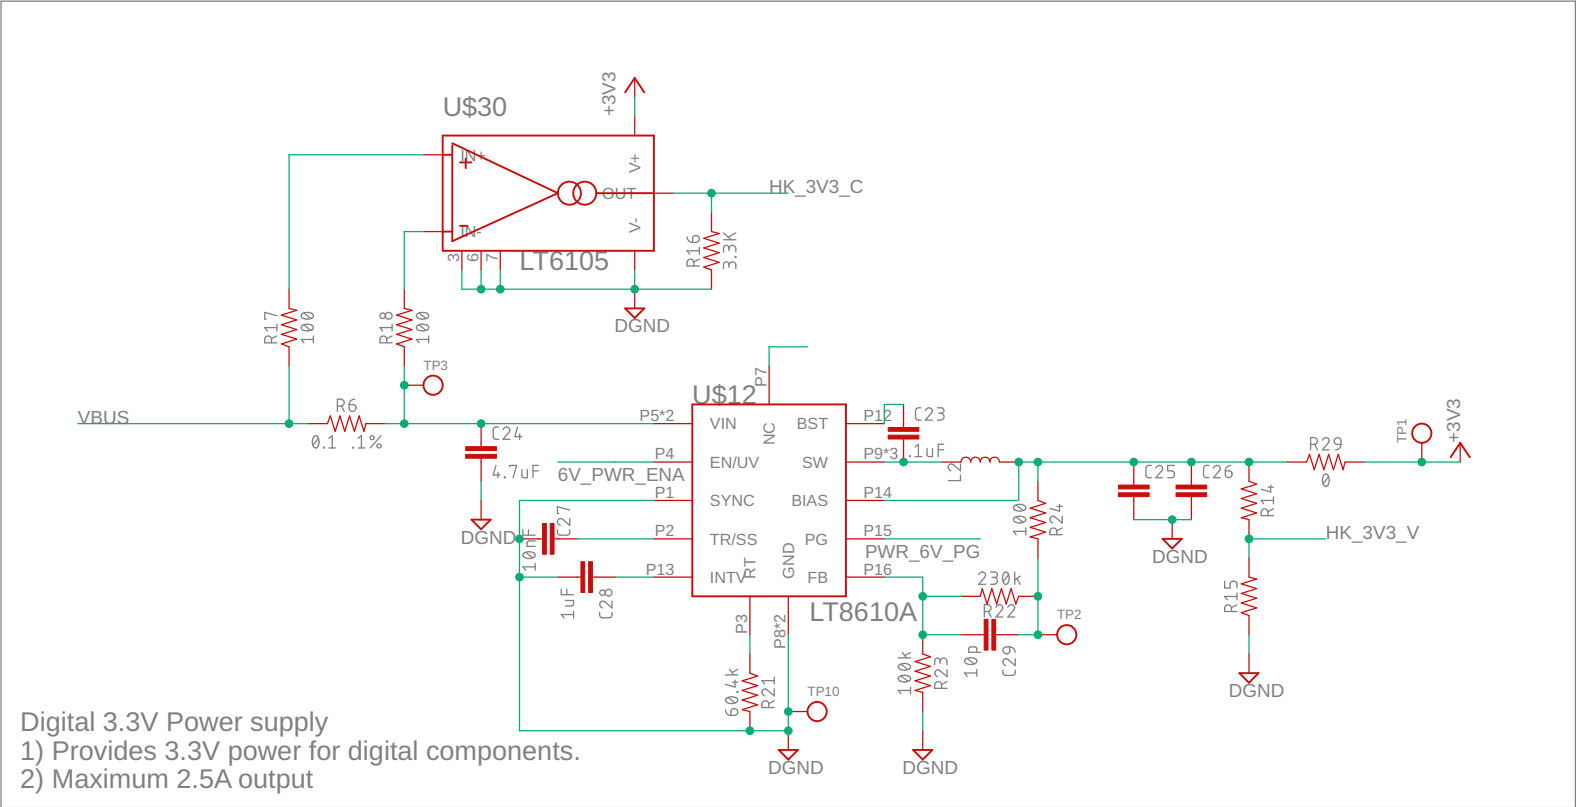 +3V3
U$30
IN+
V+
OUT
HK_3V3_C
IN-
V-
R16
3.3K
3
6
7
LT6105
DGND
R17
100
R18
100
TP3
VBUS
R6
0.1 .1%
P7
U$12
P5*2
VIN
NC
BST
P12
C23
.1uF
C24
4.7uF
P4
EN/UV
6V_PWR_ENA
SW
P9*3
L2
TP1
+3V3
R29
0
C25
C26
P1
SYNC
BIAS
P14
100
R24
R14
DGND
10nF
C27
P2
TR/SS
PG
P15
PWR_6V_PG
DGND
HK_3V3_V
P13
INTV
RT
GND
FB
P16
1uF
C28
LT8610A
230k
R22
TP2
R15
P3
P8*2
10p
C29
100k
R23
60.4k
R21
TP10
DGND
DGND
DGND
Digital 3.3V Power supply
1) Provides 3.3V power for digital components.
2) Maximum 2.5A output